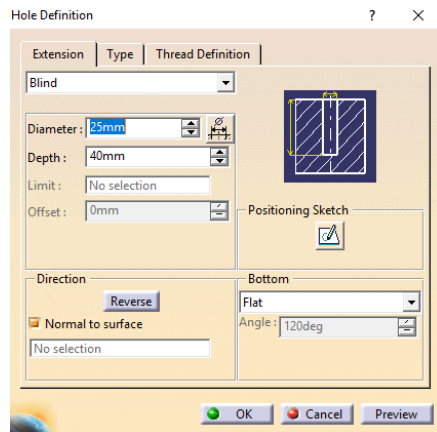 Hole Definition ? ×
Extension Type Thread Definition
Blind
Diameter : 25mm
Depth : 40mm
Limit : No selection
Offset : 0mm
Positioning Sketch
Direction
Reverse
Normal to surface
No selection
Bottom
Flat
Angle : 120deg
OK Cancel Preview